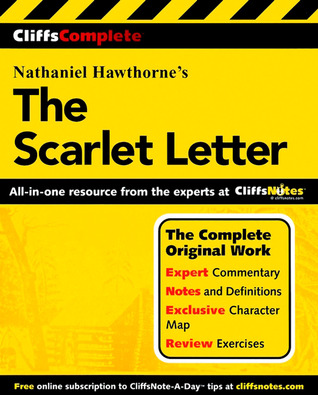 CliffsComplete
Nathaniel Hawthorne's
The
Scarlet Letter
All-in-one resource from the experts at CliffsNotes™
@ cliffsnotes.com
The Complete
Original Work
Expert Commentary
Notes and Definitions
Exclusive Character
Map
Review Exercises
Free online subscription to CliffsNote-A-Day™ tips at cliffsnotes.com